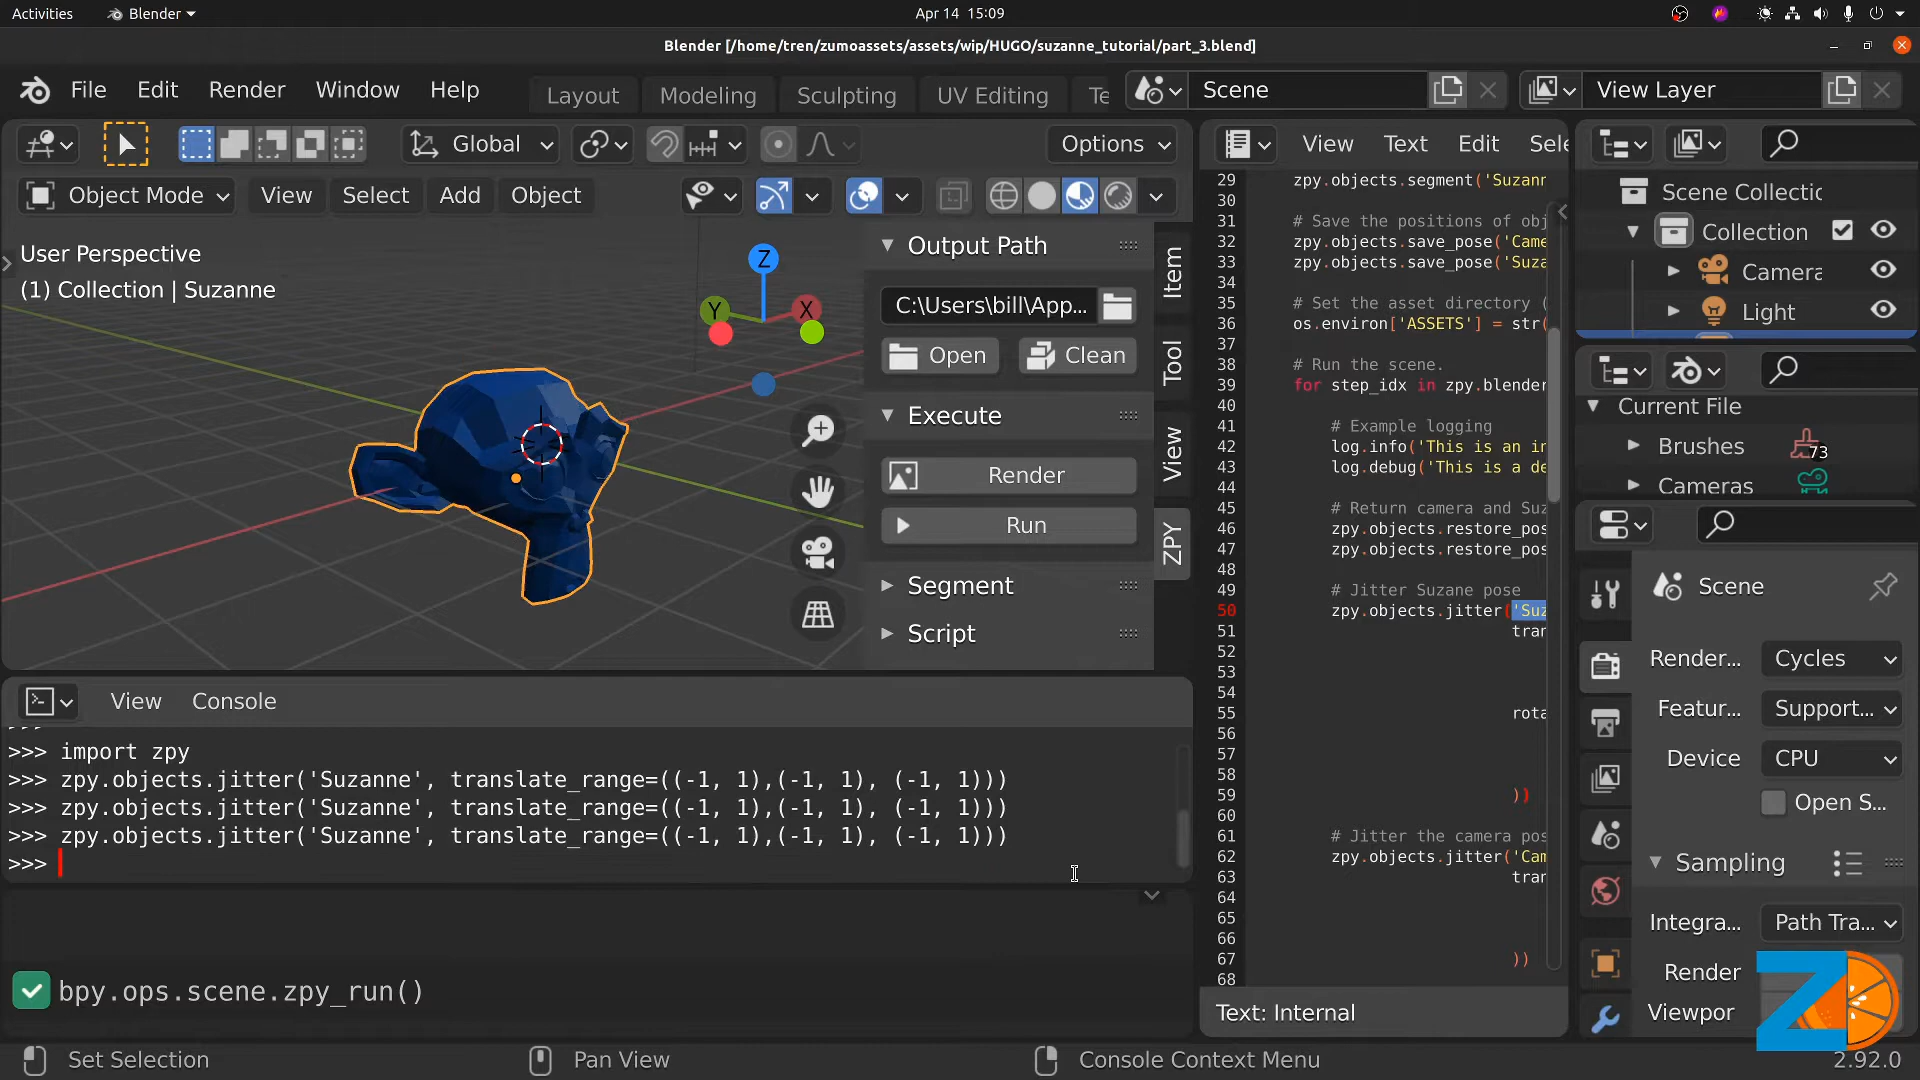 Activities
Blender
Apr 14 15:09
Blender [/home/tren/zumoassets/assets/wip/HUGO/suzanne_tutorial/part_3.blend]
File Edit Render Window Help
Layout Modeling Sculpting UV Editing Te
Scene
View Layer
Global
Options
Object Mode View Select Add Object
User Perspective
(1) Collection | Suzanne
Z
Y
X
Output Path
C:\Users\bill\App...
Open Clean
Execute
Render
Run
Segment
Script
Item
Tool
View
ZPY
View Console
>>> import zpy
>>> zpy.objects.jitter('Suzanne', translate_range=((-1, 1),(-1, 1), (-1, 1)))
>>> zpy.objects.jitter('Suzanne', translate_range=((-1, 1),(-1, 1), (-1, 1)))
>>> zpy.objects.jitter('Suzanne', translate_range=((-1, 1),(-1, 1), (-1, 1)))
>>>
bpy.ops.scene.zpy_run()
View Text Edit Sele
29 zpy.objects.segment('Suzann
30
31 # Save the positions of obj
32 zpy.objects.save_pose('Came
33 zpy.objects.save_pose('Suza
34
35 # Set the asset directory (
36 os.environ['ASSETS'] = str(
37
38 # Run the scene.
39 for step_idx in zpy.blender
40
41 # Example logging
42 log.info('This is an in
43 log.debug('This is a de
44
45 # Return camera and Suz
46 zpy.objects.restore_pos
47 zpy.objects.restore_pos
48
49 # Jitter Suzane pose
50 zpy.objects.jitter('Suz
51 tran
52
53
54
55 rota
56
57
58
59 ))
60
61 # Jitter the camera pos
62 zpy.objects.jitter('Cam
63 tran
64
65
66
67 ))
68
Text: Internal
Scene Collectic
Collection
Camera
Light
Current File
Brushes
73
Cameras
Scene
Render... Cycles
Featur... Support...
Device CPU
Open S...
Sampling
Integra... Path Tra...
Render
Viewpor
Set Selection
Pan View
Console Context Menu
2.92.0